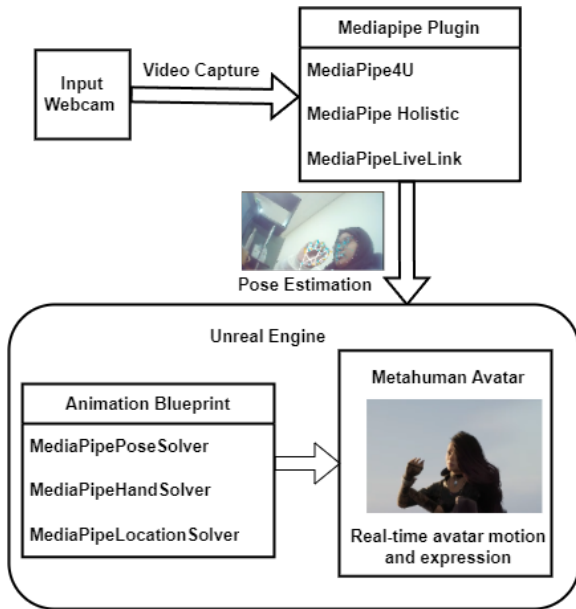 Mediapipe Plugin
Input
Webcam
Video Capture
MediaPipe4U
MediaPipe Holistic
MediaPipeLiveLink
Pose Estimation
Unreal Engine
Animation Blueprint
MediaPipePoseSolver
MediaPipeHandSolver
MediaPipeLocationSolver
Metahuman Avatar
Real-time avatar motion
and expression